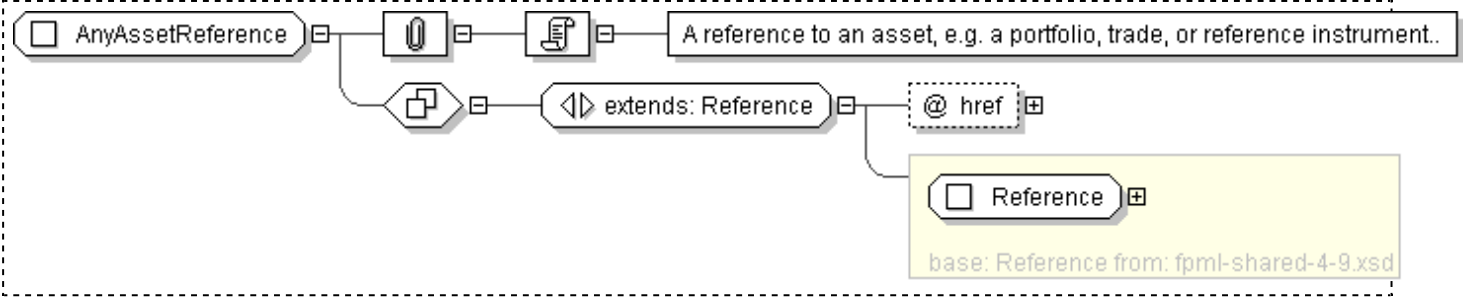 AnyAssetReference
A reference to an asset, e.g. a portfolio, trade, or reference instrument..
extends: Reference
@ href
Reference
base: Reference from: fpml-shared-4-9.xsd